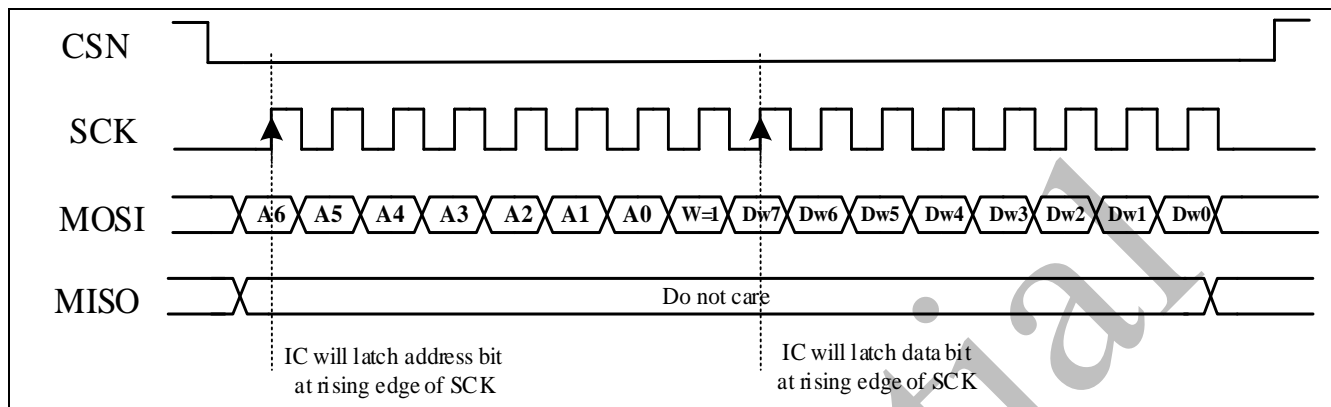 CSN
SCK
MOSI A6 A5 A4 A3 A2 A1 A0 W=1 Dw7 Dw6 Dw5 Dw4 Dw3 Dw2 Dw1 Dw0
MISO Do not care
IC will latch address bit
at rising edge of SCK
IC will latch data bit
at rising edge of SCK